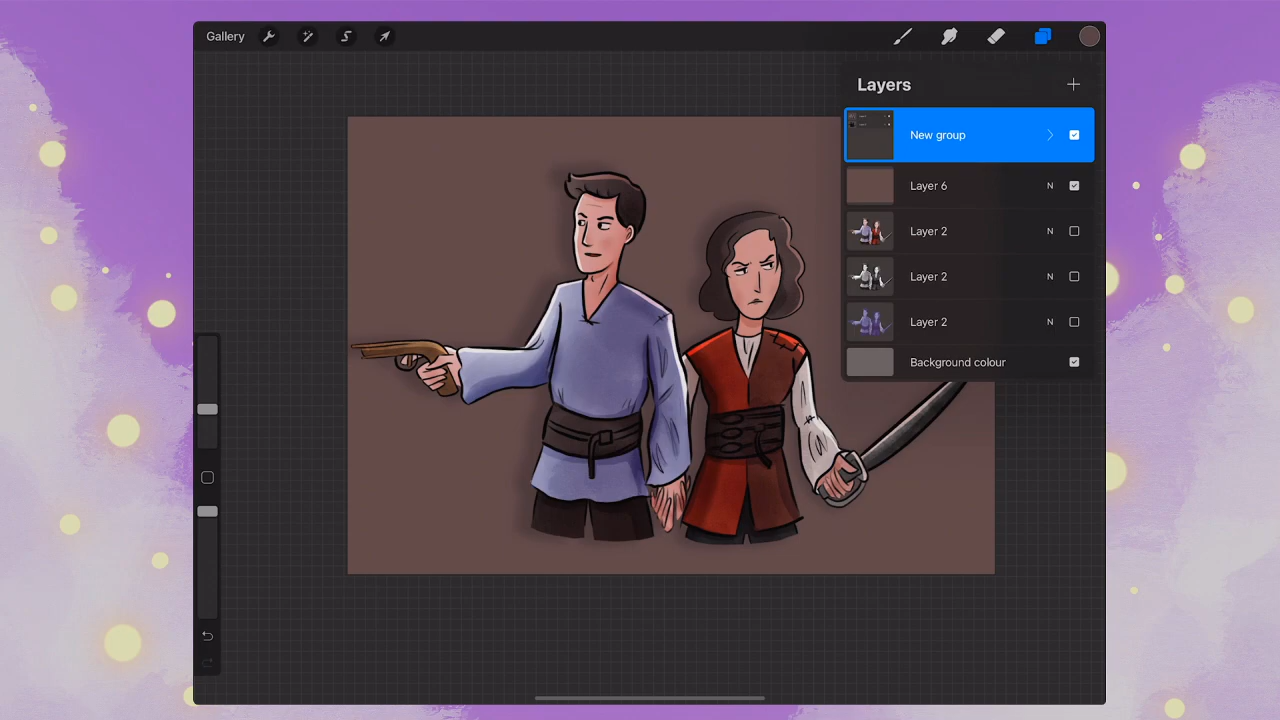 Gallery
Layers
New group
Layer 6 N
Layer 2 N
Layer 2 N
Layer 2 N
Background colour